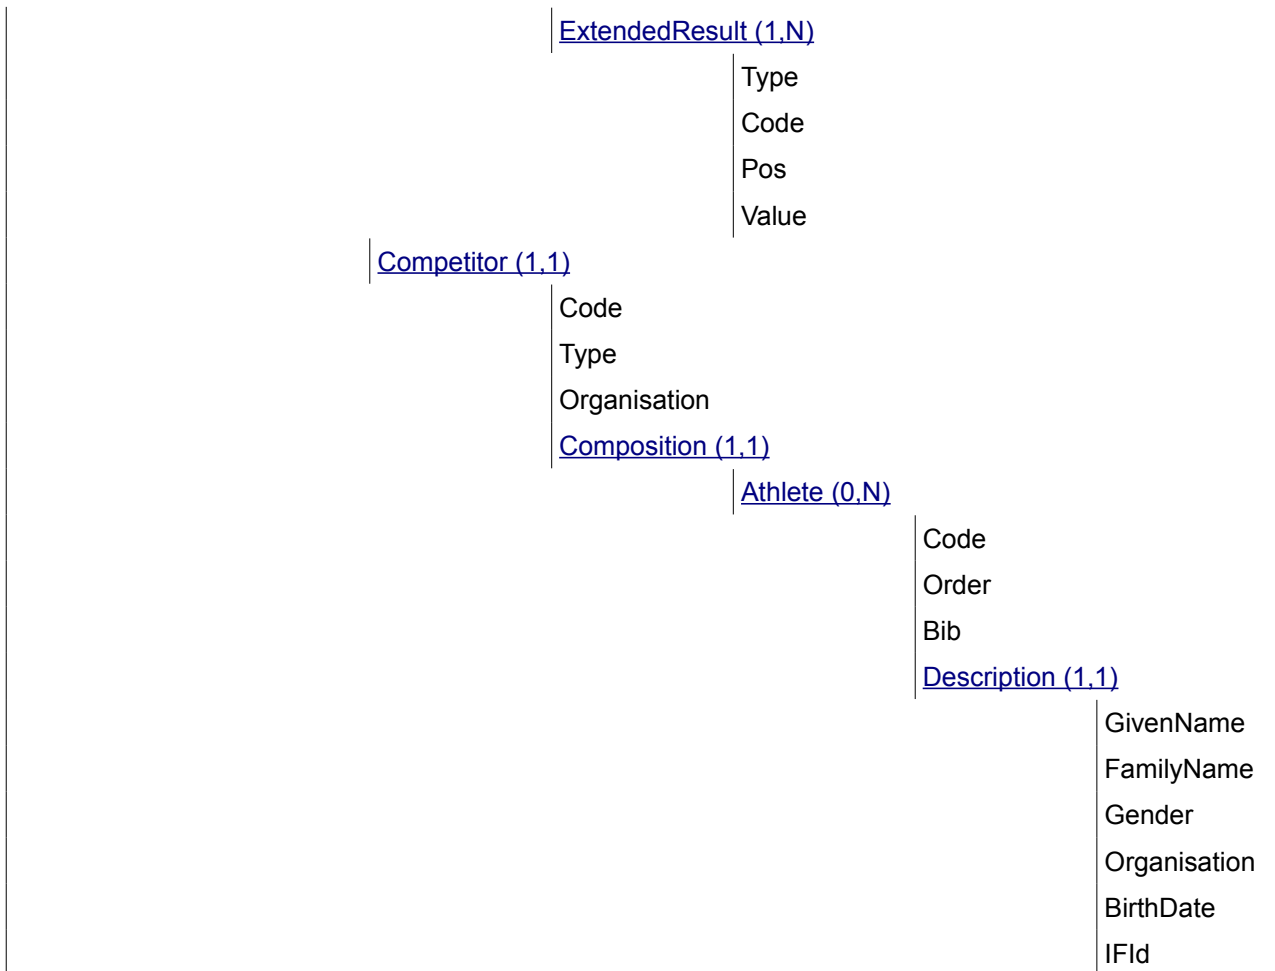 ExtendedResult (1,N)
Type
Code
Pos
Value
Competitor (1,1)
Code
Type
Organisation
Composition (1,1)
Athlete (0,N)
Code
Order
Bib
Description (1,1)
GivenName
FamilyName
Gender
Organisation
BirthDate
IFId